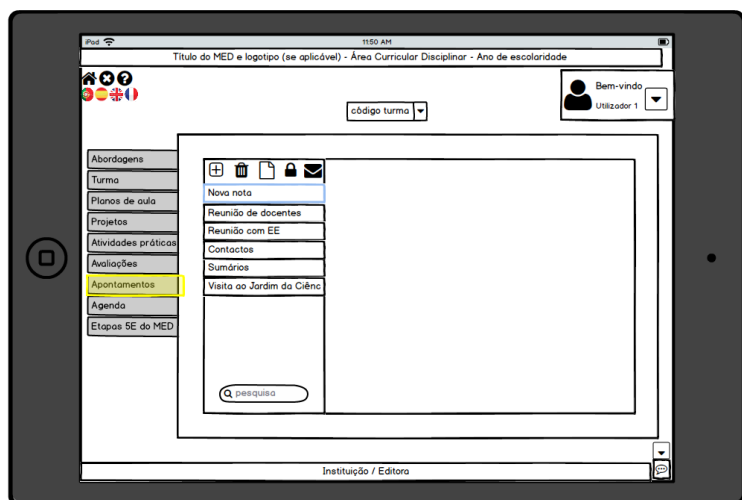 iPod 11:50 AM
Título do MED e logotipo (se aplicável) - Área Curricular Disciplinar - Ano de escolaridade
Bem-vindo
Utilizador 1
código turma
Abordagens
Turma
Planos de aula
Projetos
Atividades práticas
Avaliações
Apontamentos
Agenda
Etapas 5E do MED
Nova nota
Reunião de docentes
Reunião com EE
Contactos
Sumários
Visita ao Jardim da Ciênc
pesquisa
Instituição / Editora